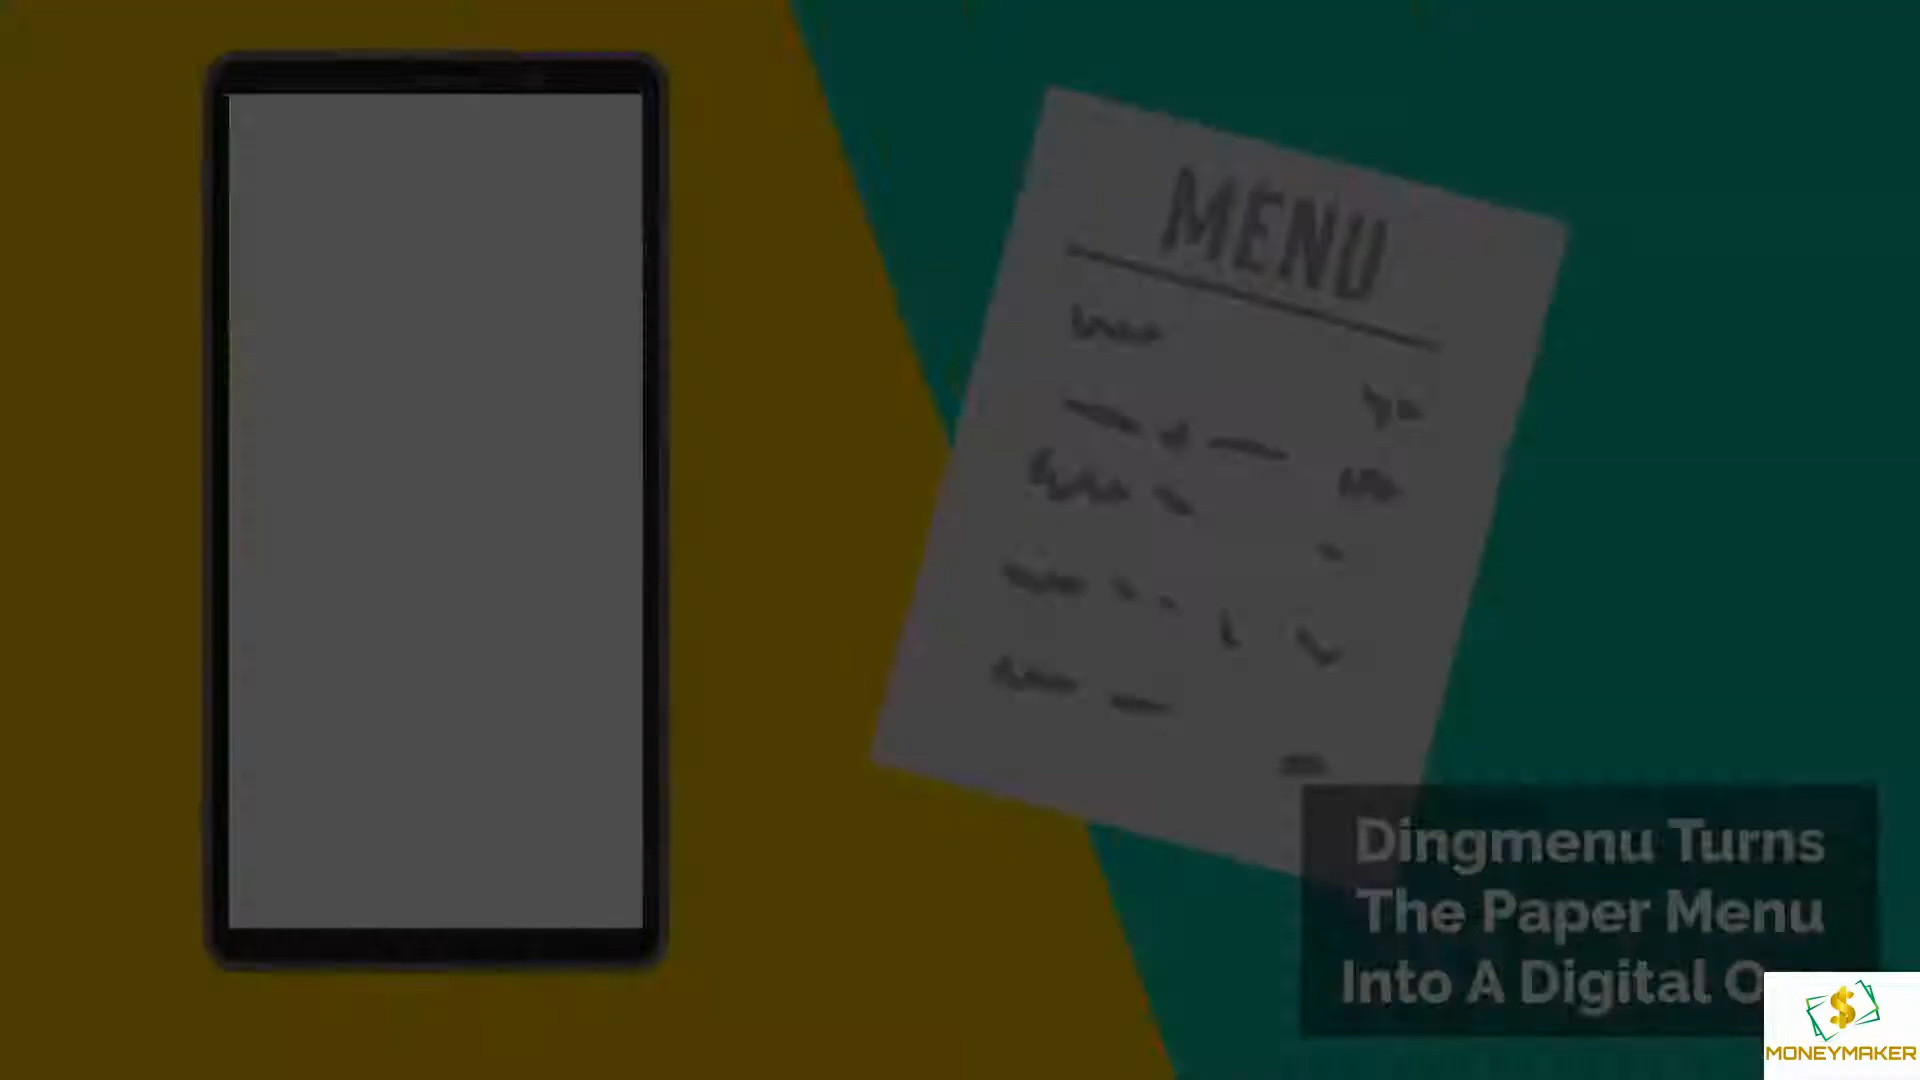 MENU
Dingmenu Turns
The Paper Menu
Into A Digital
MONEYMAKER